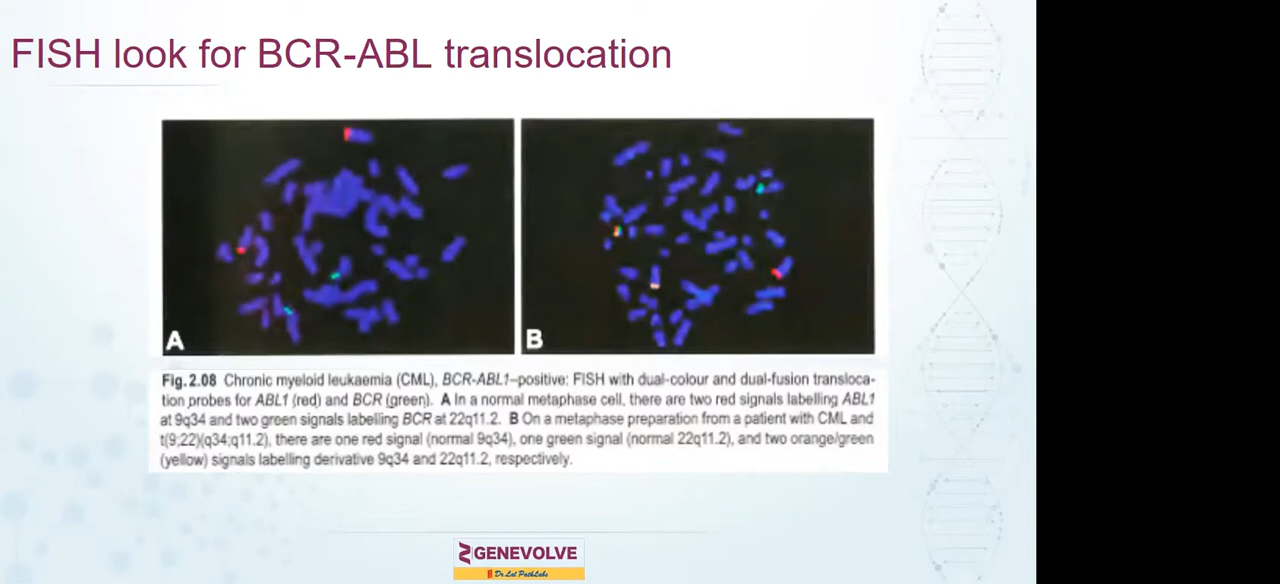 FISH look for BCR-ABL translocation
A
B
Fig. 2.08 Chronic myeloid leukaemia (CML), BCR-ABL1–positive: FISH with dual-colour and dual-fusion transloca-
tion probes for ABL1 (red) and BCR (green). A In a normal metaphase cell, there are two red signals labelling ABL1
at 9q34 and two green signals labelling BCR at 22q11.2. B On a metaphase preparation from a patient with CML and
t(9;22)(q34;q11.2), there are one red signal (normal 9q34), one green signal (normal 22q11.2), and two orange/green
(yellow) signals labelling derivative 9q34 and 22q11.2, respectively.
GENEVOLVE
Dr Lal PathLabs